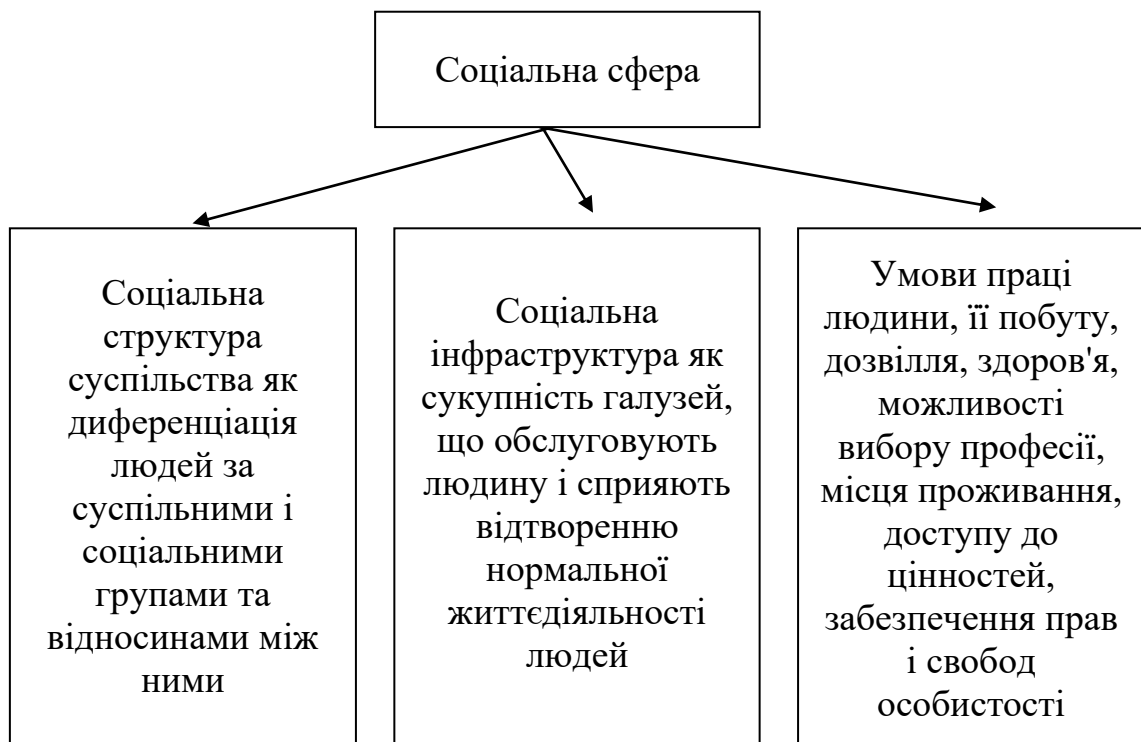 Соціальна сфера
Соціальна
структура
суспільства як
диференціація
людей за
суспільними і
соціальними
групами та
відносинами між
ними
Соціальна
інфраструктура як
сукупність галузей,
що обслуговують
людину і сприяють
відтворенню
нормальної
життєдіяльності
людей
Умови праці
людини, її побуту,
дозвілля, здоров'я,
можливості
вибору професії,
місця проживання,
доступу до
цінностей,
забезпечення прав
і свобод
особистості